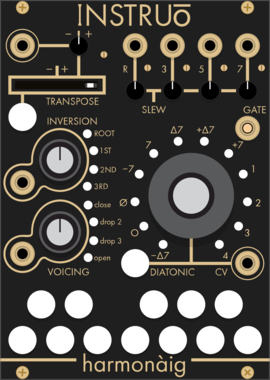 INSTRUŌ
- +
R 3 5 7
- +
TRANSPOSE
SLEW
GATE
INVERSION
ROOT
1ST
2ND
3RD
close
drop 2
drop 3
open
VOICING
Δ7 +Δ7
7 +7
-7 1
Ø 2
O 3
-Δ7 4
DIATONIC CV
harmonàig